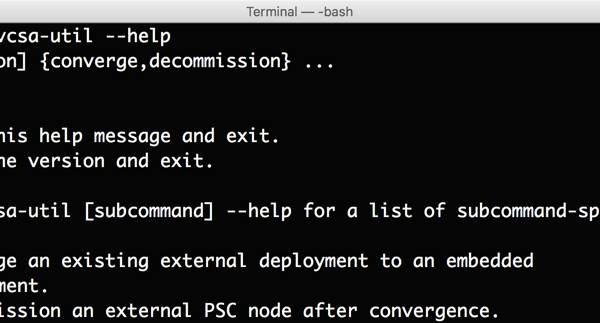 Terminal — -bash
vcsa-util --help
on] {converge,decommission} ...
his help message and exit.
he version and exit.
sa-util [subcommand] --help for a list of subcommand-sp
ge an existing external deployment to an embedded
ment.
ission an external PSC node after convergence.